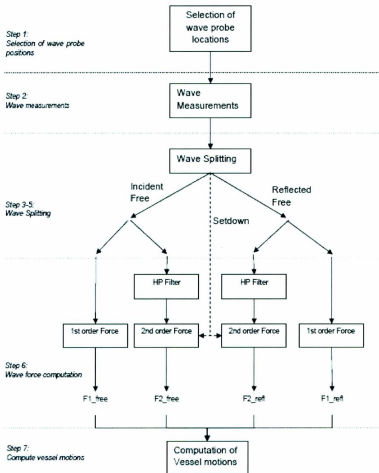 Selection of
wave probe
locations
Step 1:
Selection of wave probe
positions
Step 2:
Wave measurements
Wave
Measurements
Wave Splitting
Incident
Free
Reflected
Free
Setdown
Step 3-5:
Wave Splitting
HP Filter
HP Filter
1st order Force
2nd order Force
2nd order Force
1st order Force
Step 6:
Wave force computation
F1_free
F2_free
F2_refl
F1_refl
Step 7:
Compute vessel motions
Computation of
Vessel motions